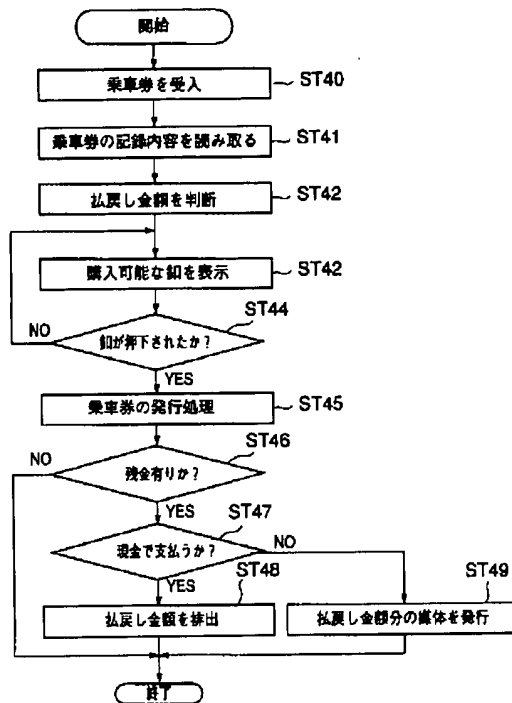 開始
乗車券を受入
ST40
乗車券の記録内容を読み取る
ST41
払戻し金額を判断
ST42
購入可能な釦を表示
ST42
ST44
釦が押下されたか?
NO
YES
乗車券の発行処理
ST45
ST46
残金有りか?
NO
YES
ST47
現金で支払うか?
NO
YES
ST48
払戻し金額を排出
ST49
払戻し金額分の媒体を発行
終了